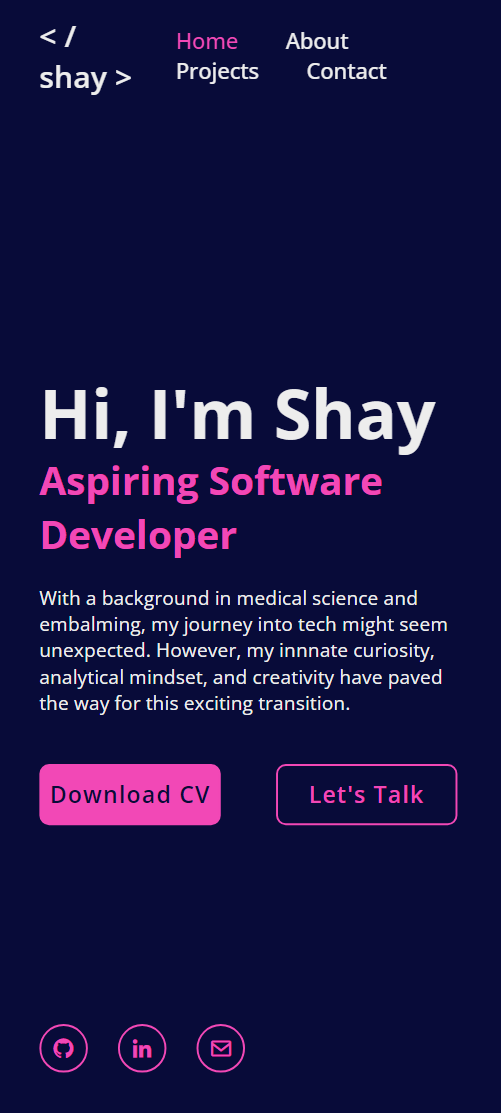 < /
shay >
Home About
Projects Contact
Hi, I'm Shay
Aspiring Software
Developer
With a background in medical science and
embalming, my journey into tech might seem
unexpected. However, my innnate curiosity,
analytical mindset, and creativity have paved
the way for this exciting transition.
Download CV Let's Talk
in